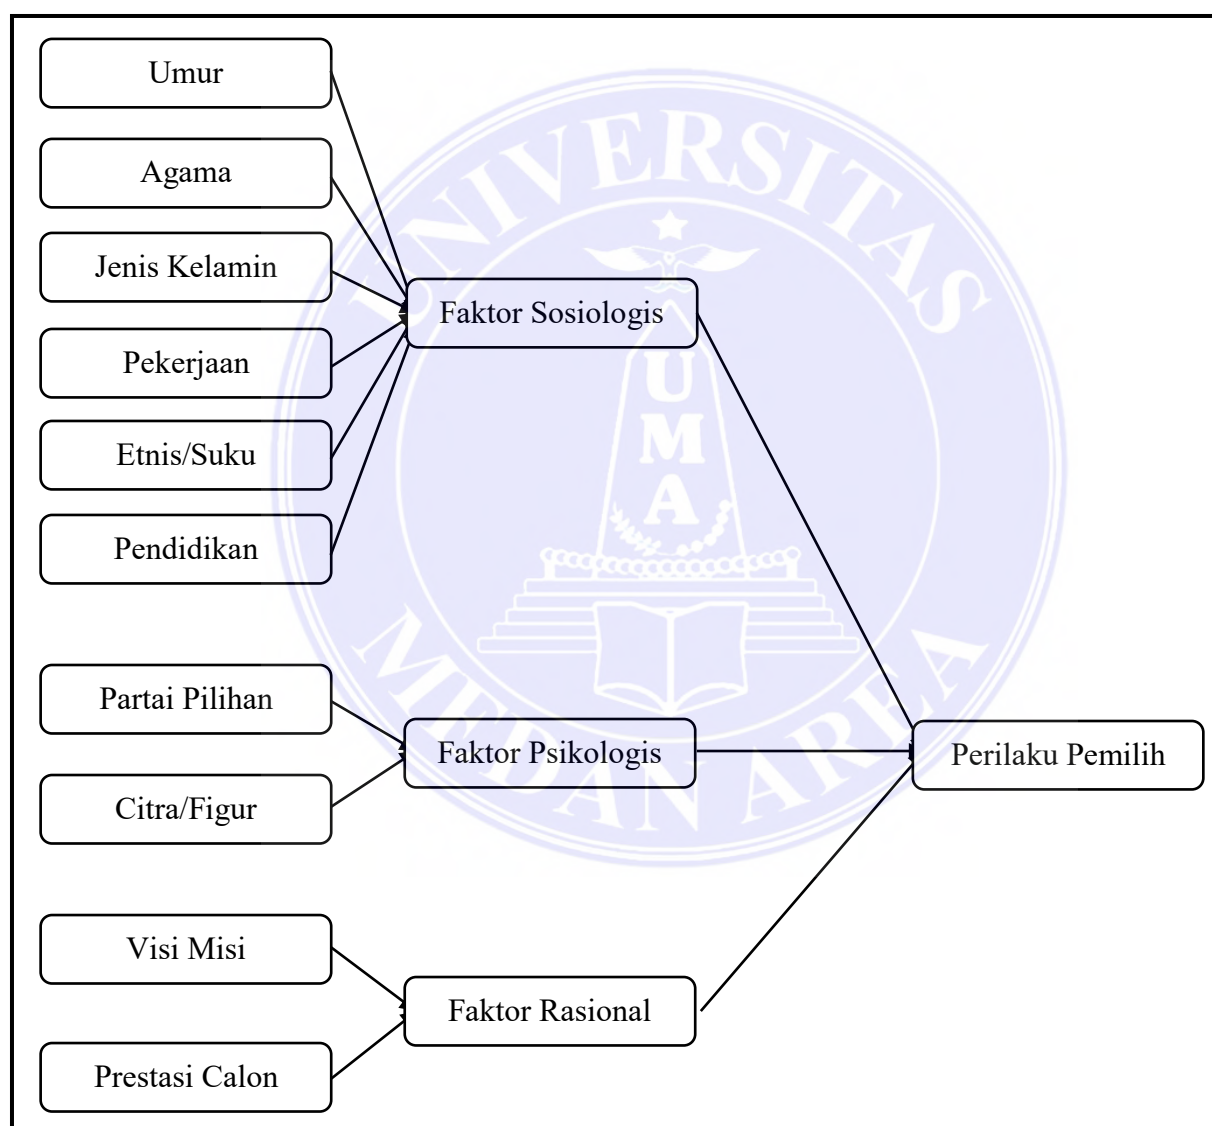 Umur
Agama
Jenis Kelamin
Pekerjaan
Etnis/Suku
Pendidikan
Faktor Sosiologis
Partai Pilihan
Citra/Figur
Faktor Psikologis
Visi Misi
Prestasi Calon
Faktor Rasional
Perilaku Pemilih
UNIVERSITAS
MEDAN AREA
UMA